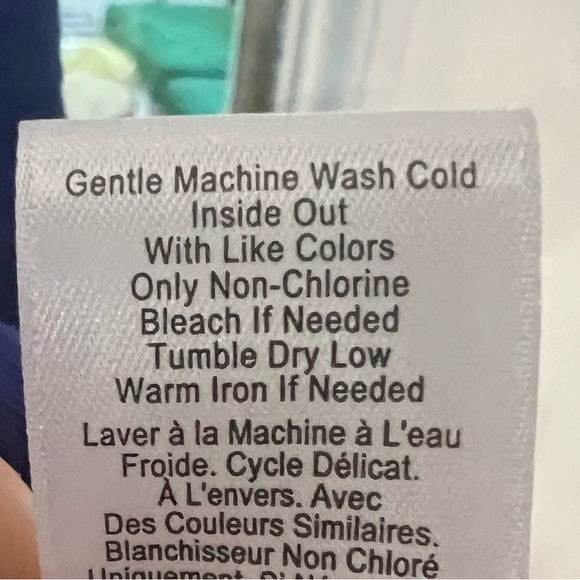 Gentle Machine Wash Cold
Inside Out
With Like Colors
Only Non-Chlorine
Bleach If Needed
Tumble Dry Low
Warm Iron If Needed
Laver à la Machine à L'eau
Froide. Cycle Délicat.
À L'envers. Avec
Des Couleurs Similaires.
Blanchisseur Non Chloré
Uniquement